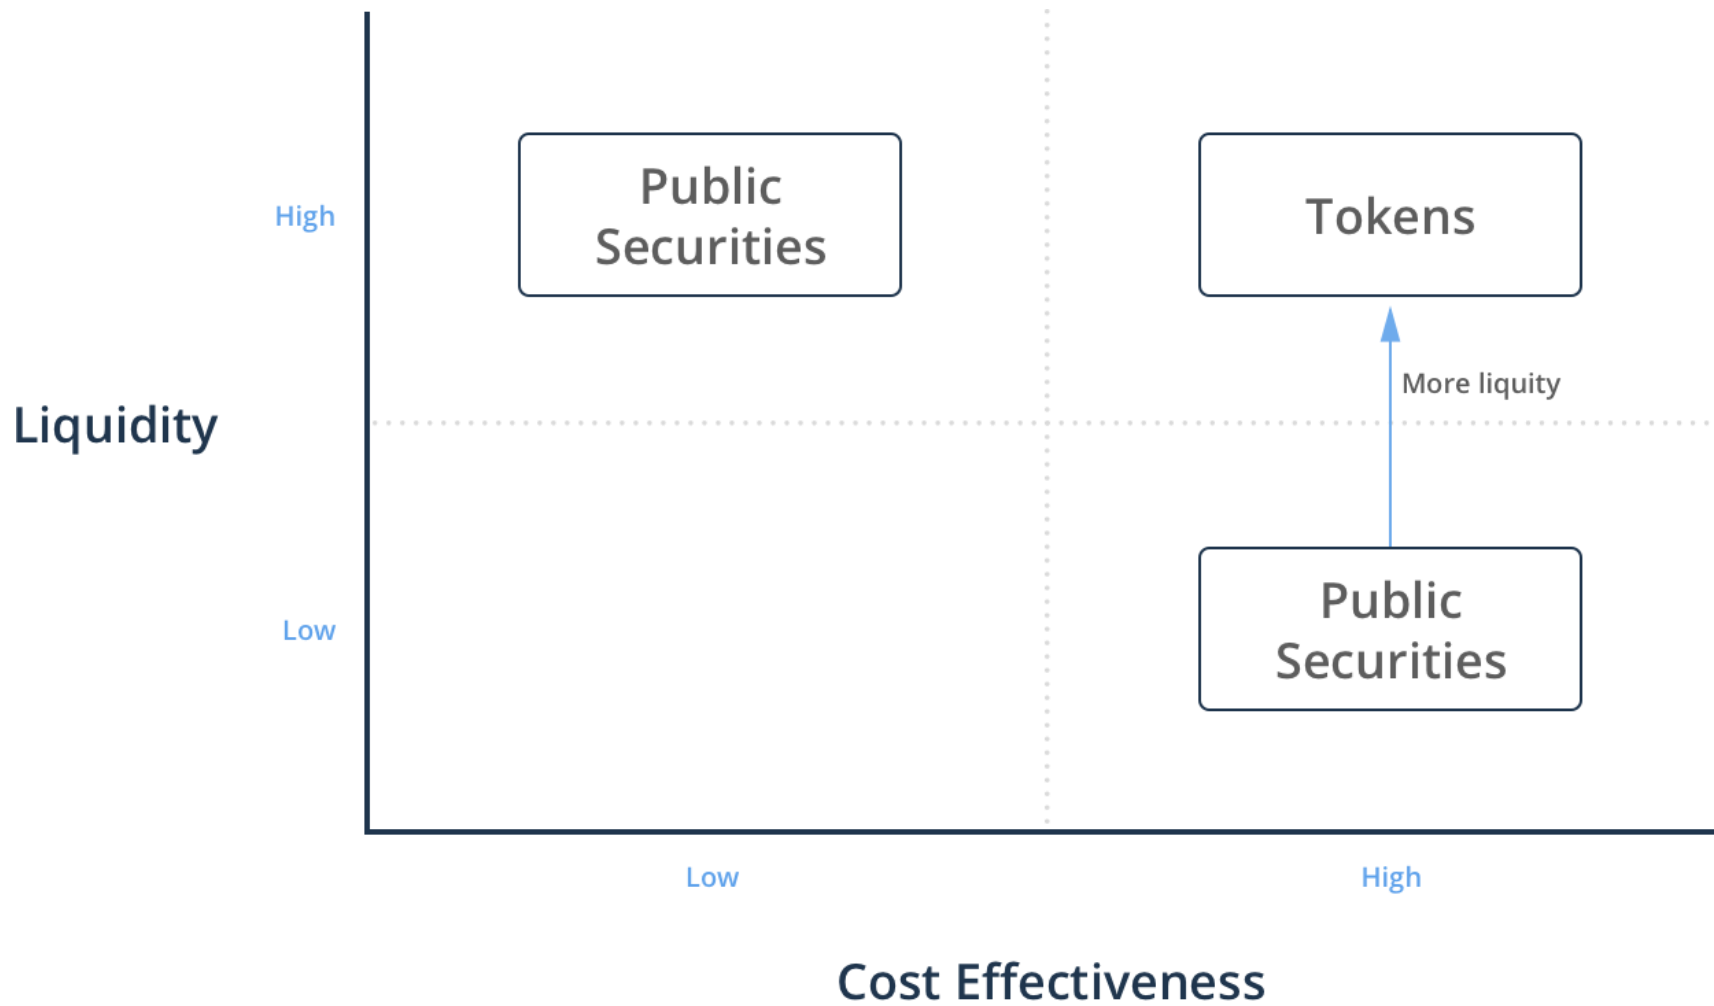 Public
Securities
Tokens
High
More liquity
Liquidity
Public
Securities
Low
Low
High
Cost Effectiveness